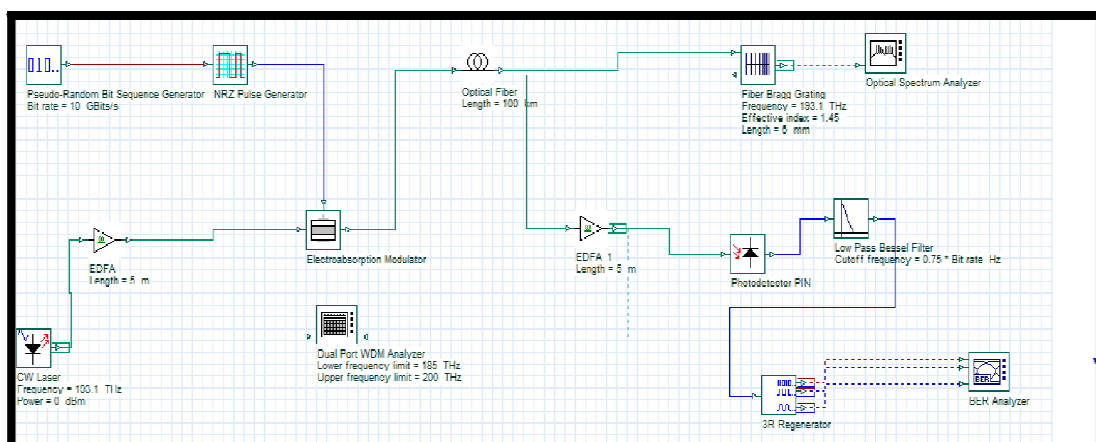 Pseudo-Random Bit Sequence Generator
Bit rate = 10 GBits/s
NRZ Pulse Generator
Optical Fiber
Length = 100 km
Fiber Bragg Grating
Frequency = 193.1 THz
Effective index = 1.45
Length = 6 mm
Optical Spectrum Analyzer
EDFA
Length = 5 m
Electroabsorption Modulator
EDFA 1
Length = 5 m
Photodetector PIN
Low Pass Bessel Filter
Cutoff frequency = 0.75 * Bit rate Hz
Dual Port WDM Analyzer
Lower frequency limit = 185 THz
Upper frequency limit = 200 THz
CW Laser
Frequency = 193.1 THz
Power = 0 dBm
3R Regenerator
BER
BER Analyzer